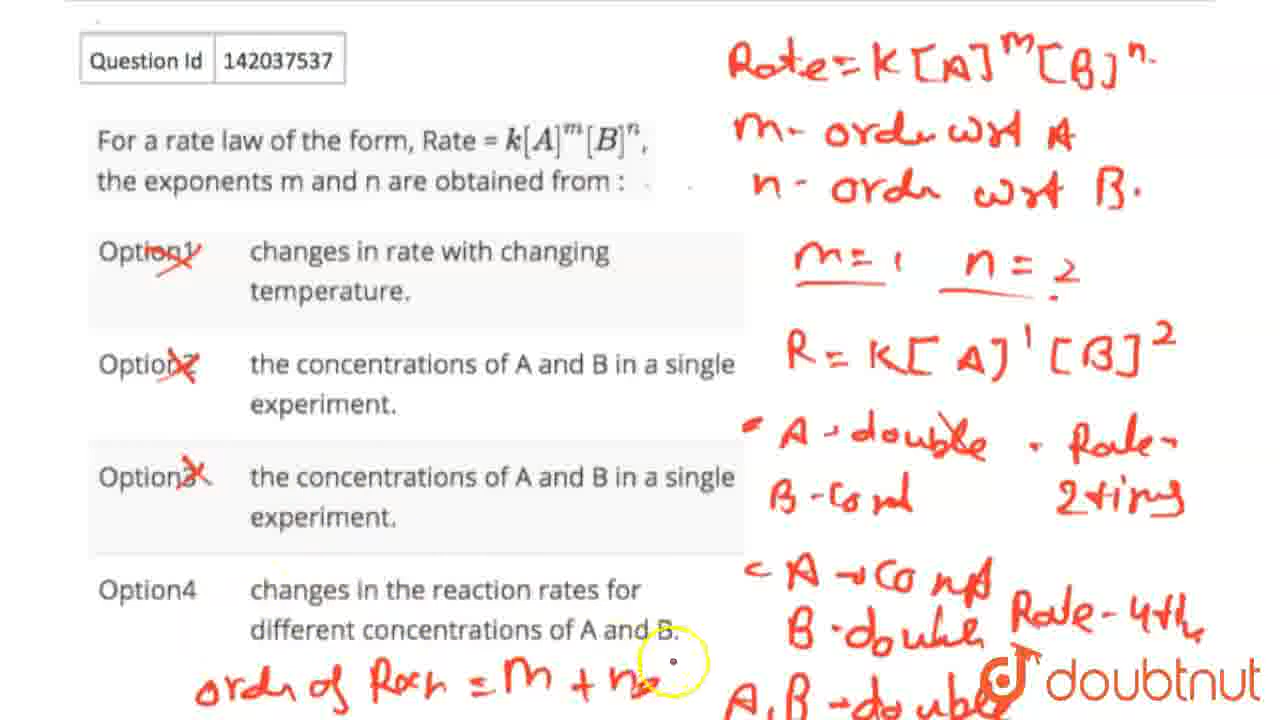 Question Id 142037537
For a rate law of the form, Rate = k[A]^m[B]^n,
the exponents m and n are obtained from :
Option1 changes in rate with changing
temperature.
Option2 the concentrations of A and B in a single
experiment.
Option3 the concentrations of A and B in a single
experiment.
Option4 changes in the reaction rates for
different concentrations of A and B.
order of Rxn = m + n
Rate = K[A]^m[B]^n.
m - order wrt A
n - order wrt B.
m = 1 n = 2
R = K[A]^1[B]^2
A → double Rate →
B - 2 times
A →
B - double Rate - 4
A, B → double
doubtnut